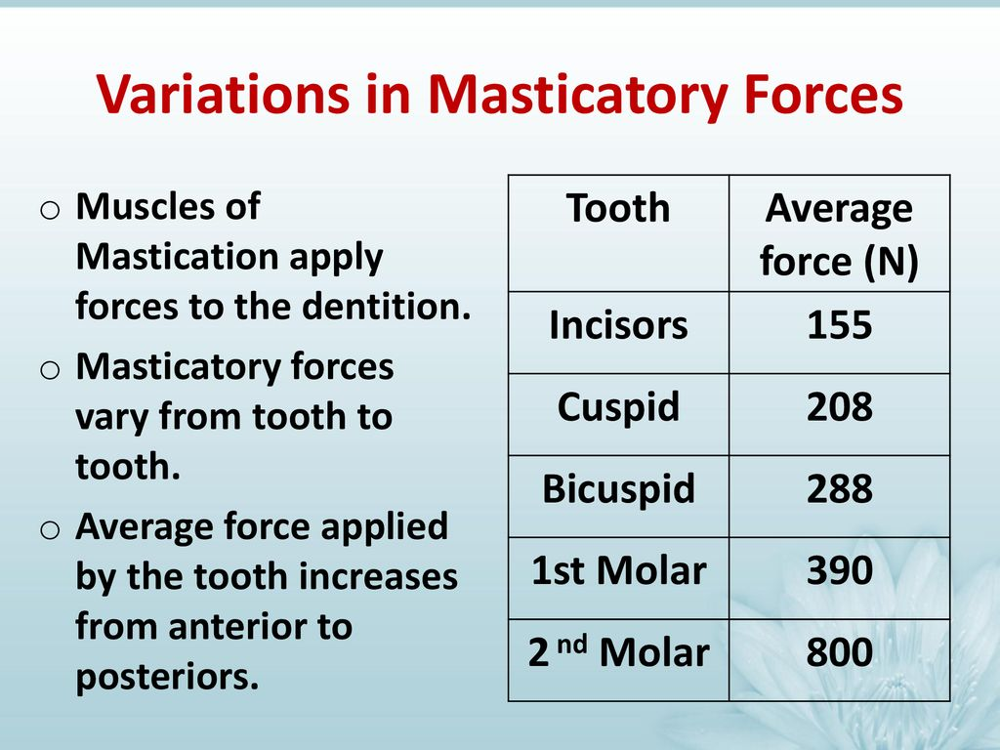 Variations in Masticatory Forces
o Muscles of
Mastication apply
forces to the dentition.
o Masticatory forces
vary from tooth to
tooth.
o Average force applied
by the tooth increases
from anterior to
posteriors.
Tooth Average
force (N)
Incisors 155
Cuspid 208
Bicuspid 288
1st Molar 390
2 nd Molar 800